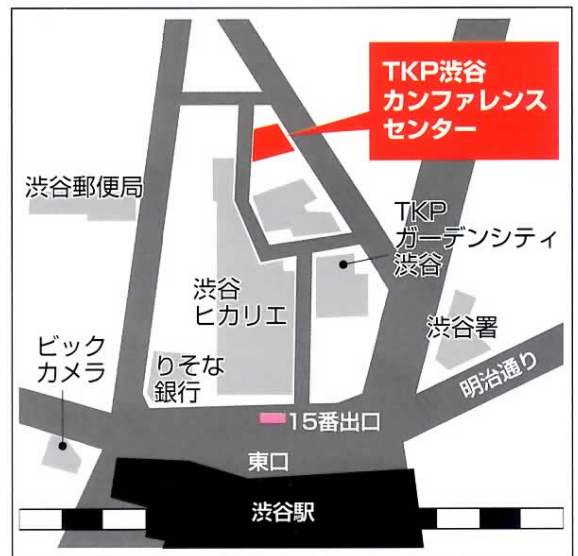 TKP渋谷
カンファレンス
センター
渋谷郵便局
TKP
ガーデンシティ
渋谷
渋谷
ヒカリエ
渋谷署
ビック
カメラ
りそな
銀行
明治通り
15番出口
東口
渋谷駅